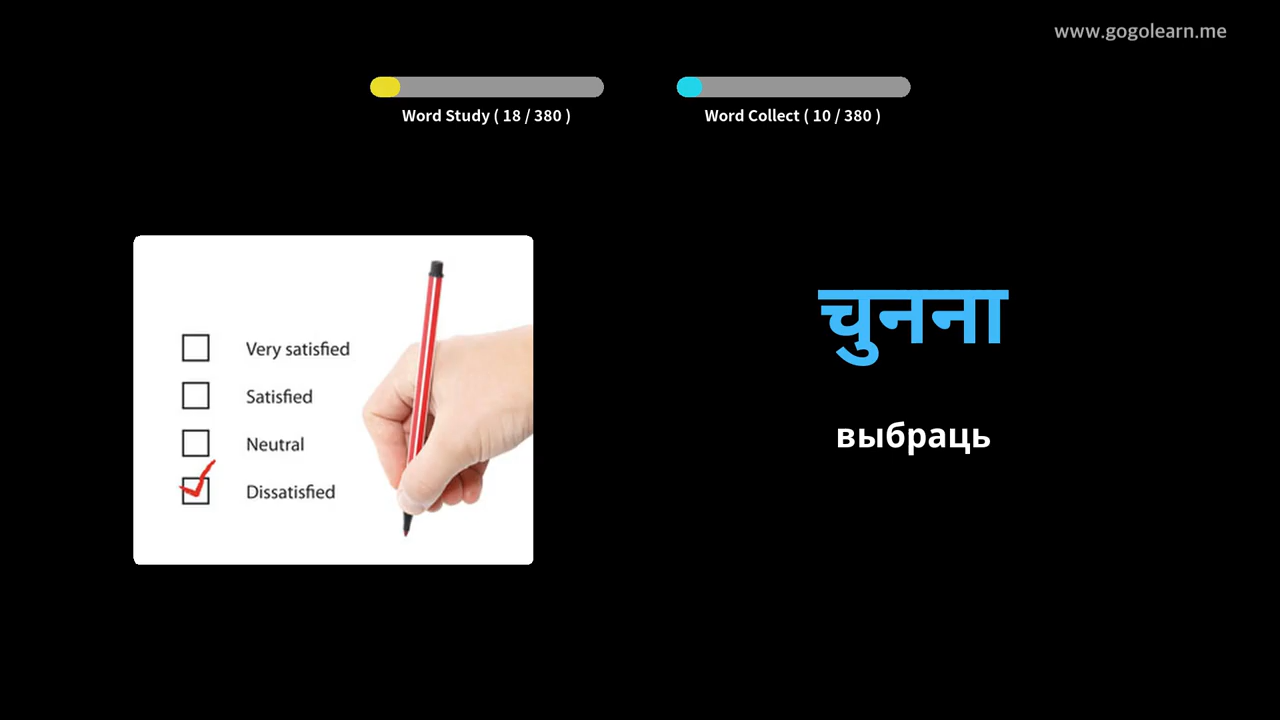 www.gogolearn.me
Word Study ( 18 / 380 )
Word Collect ( 10 / 380 )
Very satisfied
Satisfied
Neutral
Dissatisfied
चुनना
выбраць